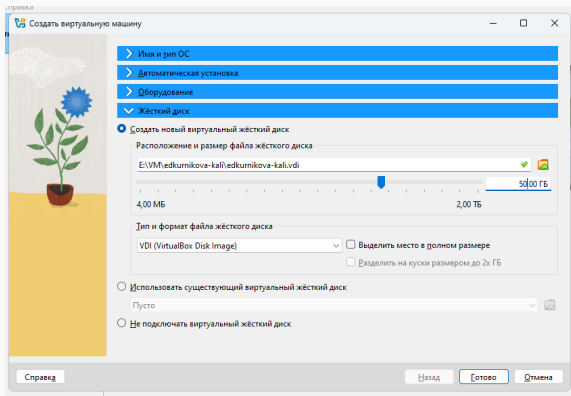 Справка
Создать виртуальную машину
Имя и тип ОС
Автоматическая установка
Оборудование
Жёсткий диск
Создать новый виртуальный жёсткий диск
Расположение и размер файла жёсткого диска
E:\VM\edkurnikova-kali\edkurnikova-kali.vdi
50,00 ГБ
4,00 МБ 2,00 ТБ
Тип и формат файла жёсткого диска
VDI (VirtualBox Disk Image) Выделить место в полном размере
Разделить на куски размером до 2х ГБ
Использовать существующий виртуальный жёсткий диск
Пусто
Не подключать виртуальный жёсткий диск
Справка Назад Готово Отмена